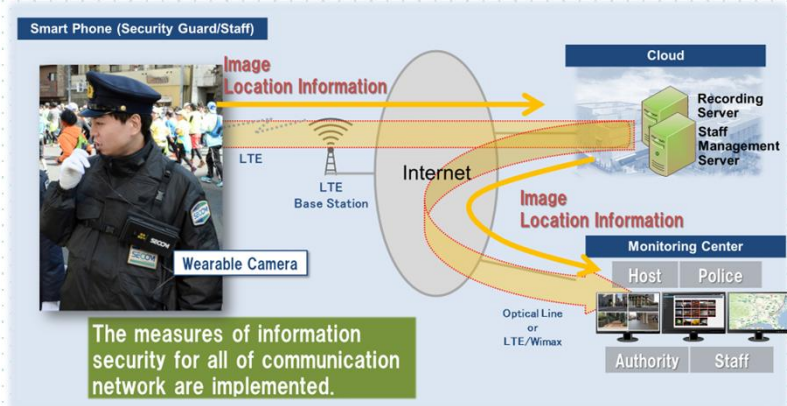 Smart Phone (Security Guard/Staff)
Image
Location Information
Cloud
Recording
Server
Staff
Management
Server
LTE
LTE
Base Station
Internet
Image
Location Information
SECOM
SECOM
Wearable Camera
Monitoring Center
Host
Police
Optical Line
or
LTE/Wimax
Authority
Staff
The measures of information
security for all of communication
network are implemented.